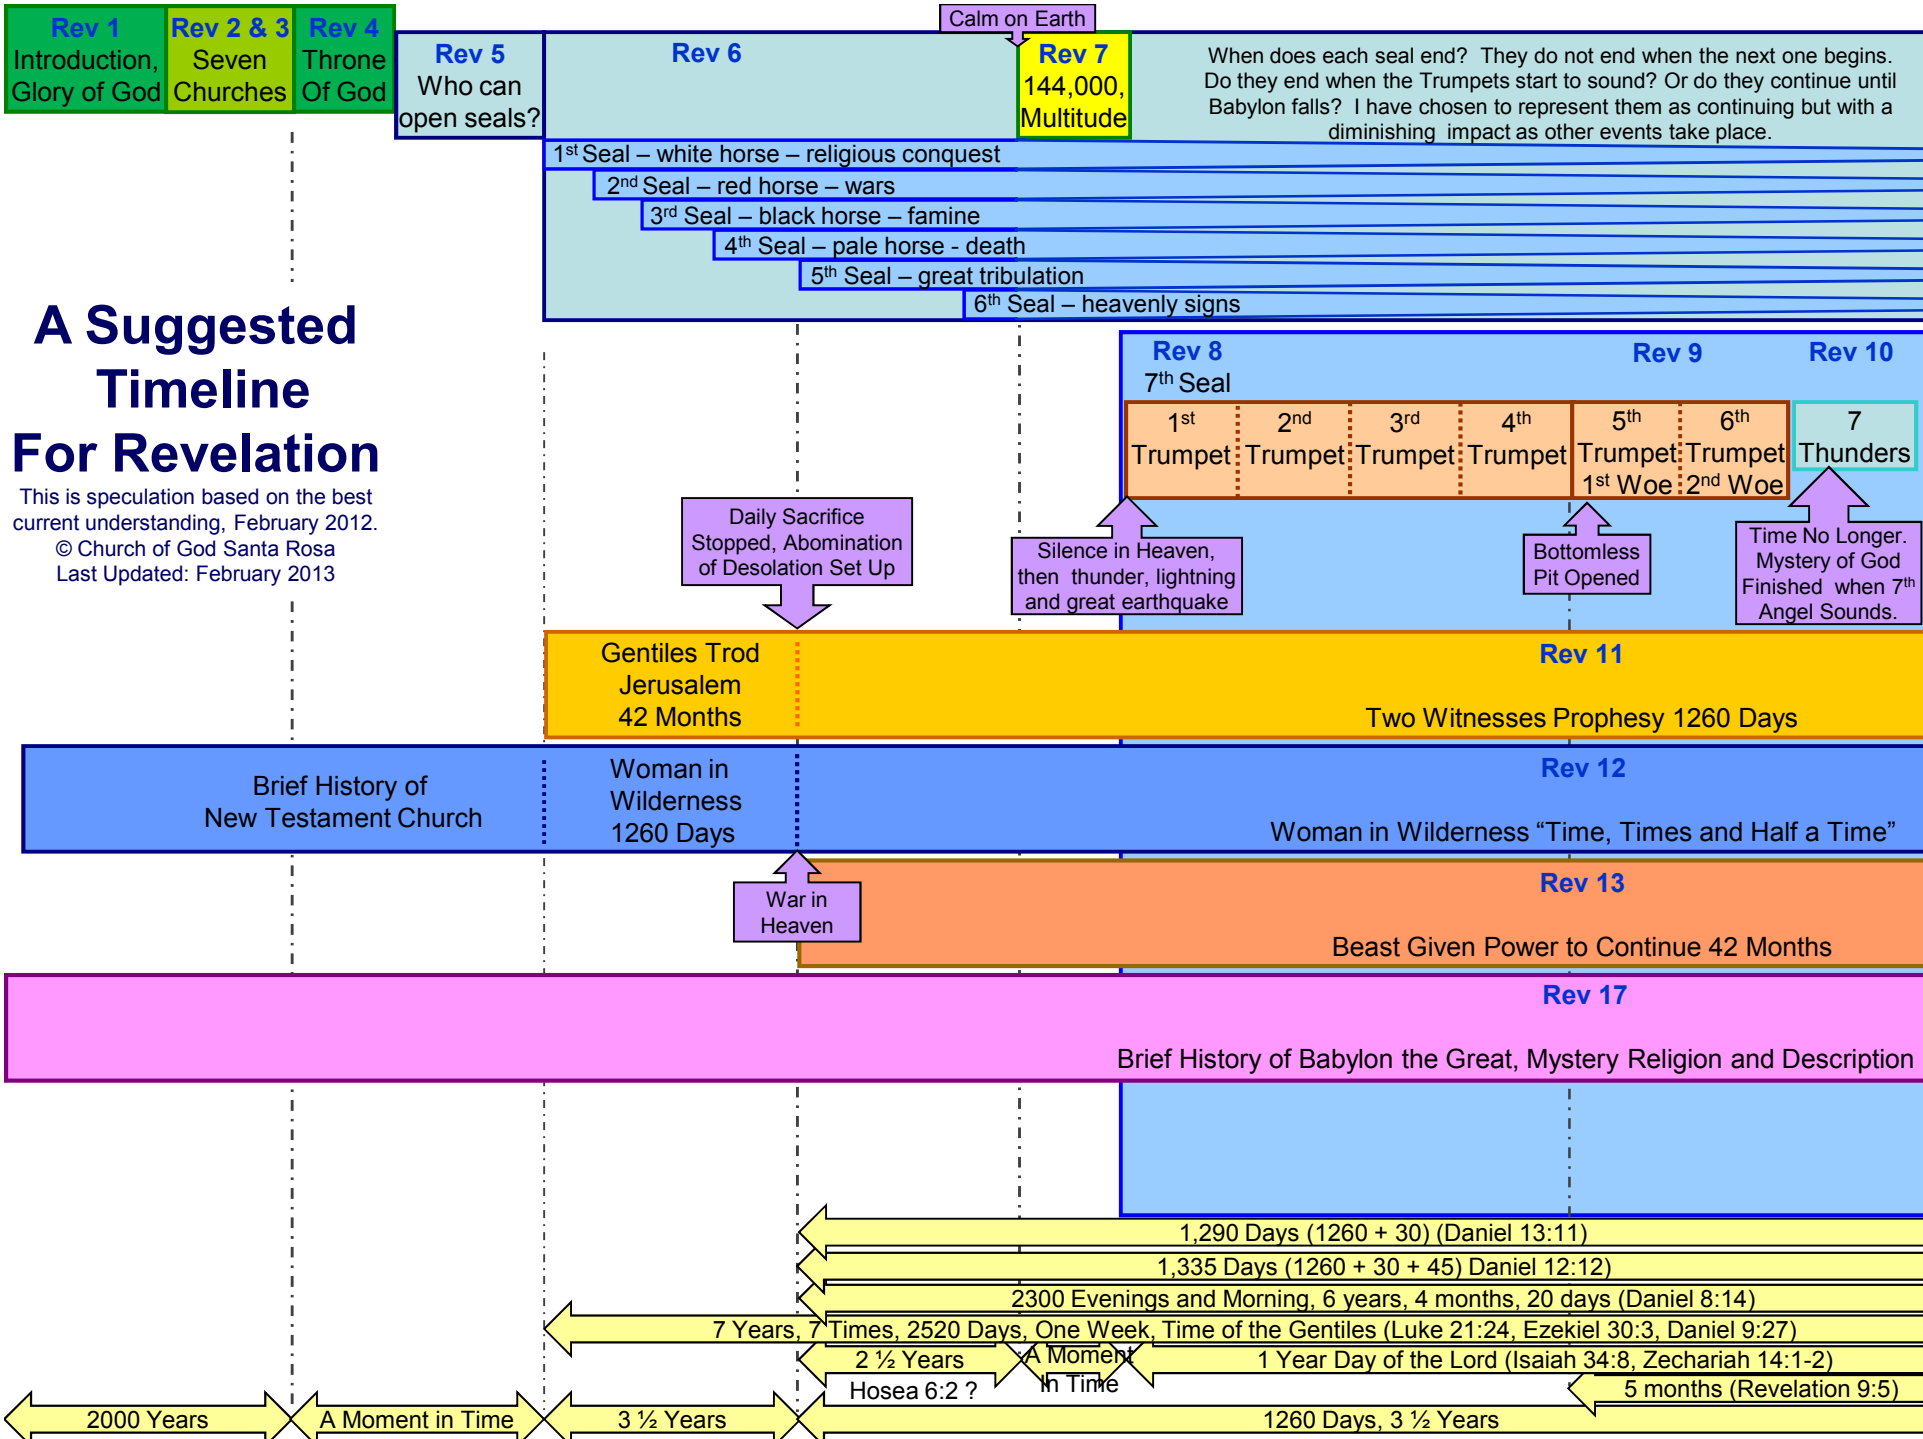 Rev 1
Introduction,
Glory of God
Rev 2 & 3
Seven
Churches
Rev 4
Throne
Of God
Rev 5
Who can
open seals?
Rev 6
Calm on Earth
Rev 7
144,000,
Multitude
When does each seal end? They do not end when the next one begins.
Do they end when the Trumpets start to sound? Or do they continue until
Babylon falls? I have chosen to represent them as continuing but with a
diminishing impact as other events take place.
1st Seal – white horse – religious conquest
2nd Seal – red horse – wars
3rd Seal – black horse – famine
4th Seal – pale horse - death
5th Seal – great tribulation
6th Seal – heavenly signs
A Suggested
Timeline
For Revelation
This is speculation based on the best
current understanding, February 2012.
© Church of God Santa Rosa
Last Updated: February 2013
Rev 8
7th Seal
Rev 9
Rev 10
1st
Trumpet
2nd
Trumpet
3rd
Trumpet
4th
Trumpet
5th
Trumpet
1st Woe
6th
Trumpet
2nd Woe
7
Thunders
Daily Sacrifice
Stopped, Abomination
of Desolation Set Up
Silence in Heaven,
then thunder, lightning
and great earthquake
Bottomless
Pit Opened
Time No Longer.
Mystery of God
Finished when 7th
Angel Sounds.
Gentiles Trod
Jerusalem
42 Months
Rev 11
Two Witnesses Prophesy 1260 Days
Brief History of
New Testament Church
Woman in
Wilderness
1260 Days
Rev 12
Woman in Wilderness “Time, Times and Half a Time”
War in
Heaven
Rev 13
Beast Given Power to Continue 42 Months
Rev 17
Brief History of Babylon the Great, Mystery Religion and Description
1,290 Days (1260 + 30) (Daniel 13:11)
1,335 Days (1260 + 30 + 45) Daniel 12:12)
2300 Evenings and Morning, 6 years, 4 months, 20 days (Daniel 8:14)
7 Years, 7 Times, 2520 Days, One Week, Time of the Gentiles (Luke 21:24, Ezekiel 30:3, Daniel 9:27)
2 ½ Years
Hosea 6:2 ?
A Moment
In Time
1 Year Day of the Lord (Isaiah 34:8, Zechariah 14:1-2)
5 months (Revelation 9:5)
2000 Years
A Moment in Time
3 ½ Years
1260 Days, 3 ½ Years